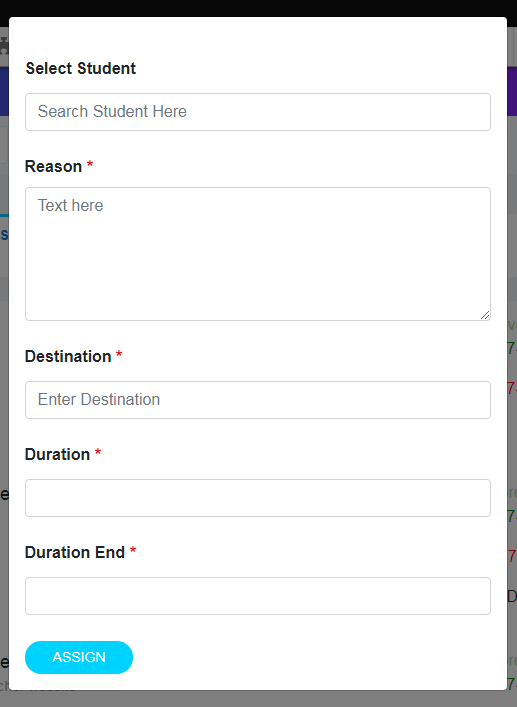 Select Student
Search Student Here
Reason *
Text here
Destination *
Enter Destination
Duration *
Duration End *
ASSIGN